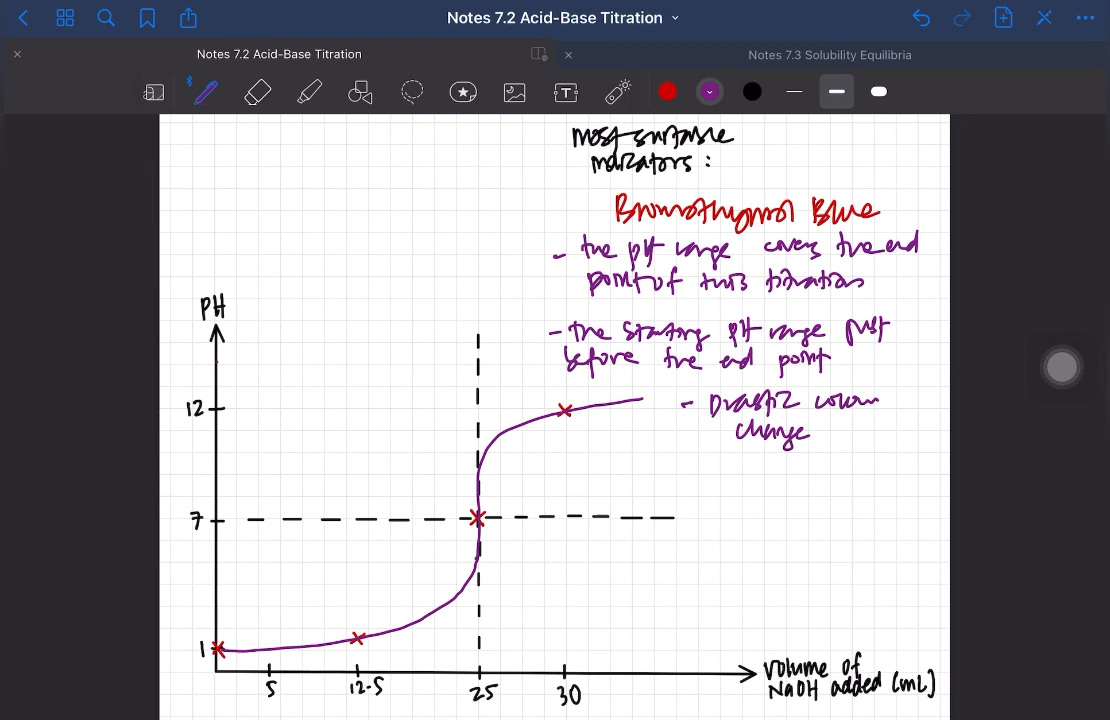 Notes 7.2 Acid-Base Titration
Notes 7.2 Acid-Base Titration
Notes 7.3 Solubility Equilibria
most suitable
indicators :
Bromothymol Blue
- the pH range covers the end
point of this titration
- the starting pH range just
before the end point
- Drastic colour
change
PH
12
7
1
5
12.5
25
30
Volume of
NaOH added (mL)